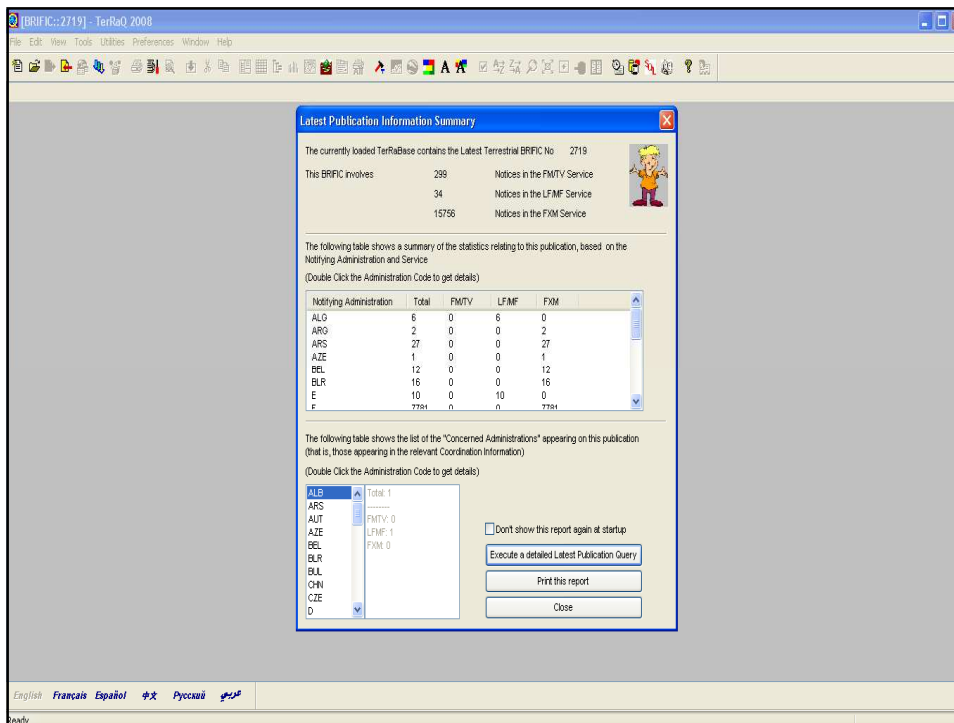 [BRIFIC::2719] - TerRaQ 2008
File Edit View Tools Utilities Preferences Window Help
Latest Publication Information Summary
The currently loaded TerRaBase contains the Latest Terrestrial BRIFIC No 2719
This BRIFIC involves 299 Notices in the FM/TV Service
34 Notices in the LF/MF Service
15756 Notices in the FXM Service
The following table shows a summary of the statistics relating to this publication, based on the
Notifying Administration and Service
(Double Click the Administration Code to get details)
Notifying Administration Total FM/TV LF/MF FXM
ALG 6 0 6 0
ARG 2 0 0 2
ARS 27 0 0 27
AZE 1 0 0 1
BEL 12 0 0 12
BLR 16 0 0 16
E 10 0 10 0
F 7781 0 0 7781
The following table shows the list of the "Concerned Administrations" appearing on this publication
(that is, those appearing in the relevant Coordination Information)
(Double Click the Administration Code to get details)
ALB Total: 1
ARS --------
AUT FMTV: 0
AZE LFMF: 1
BEL FXM: 0
BLR
BUL
CHN
CZE
D
Don't show this report again at startup
Execute a detailed Latest Publication Query
Print this report
Close
English Français Español 中文 Русский عربي
Ready